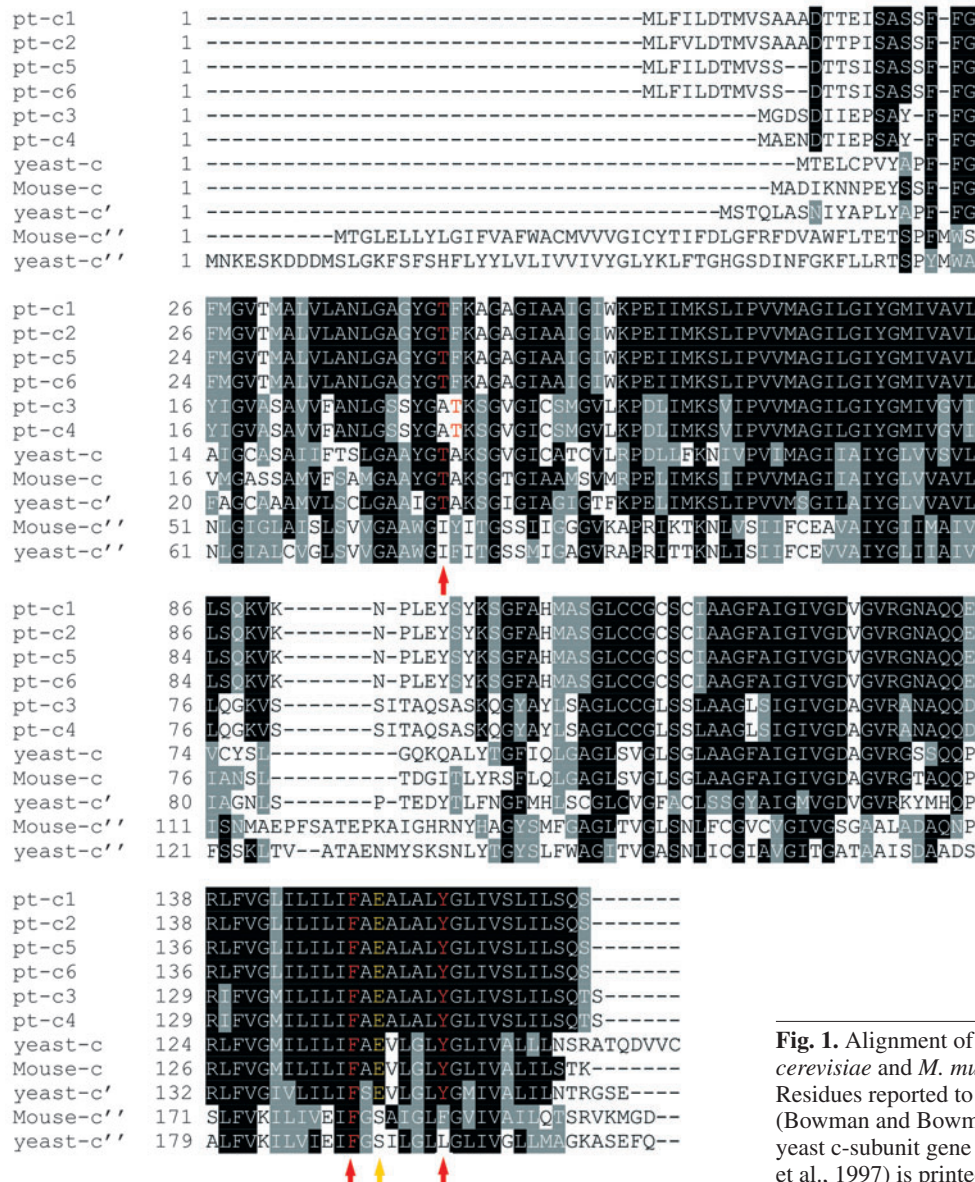 pt-c1 1 ----------------------------------MLFILDTMVSAAADTTEISASSF-FG
pt-c2 1 ----------------------------------MLFVLDTMVSAAADTTPISASSF-FG
pt-c5 1 ----------------------------------MLFILDTMVSS--DTTSISASSF-FG
pt-c6 1 ----------------------------------MLFILDTMVSS--DTTSISASSF-FG
pt-c3 1 -------------------------------------------MGDSDIIEPSAY-F-FG
pt-c4 1 -------------------------------------------MAENDTIEPSAY-F-FG
yeast-c 1 ----------------------------------------------MTELCPVYAPF-FG
Mouse-c 1 --------------------------------------------MADIKNNPEYSSF-FG
yeast-c' 1 ----------------------------------------MSTQLASNIYAPLYAPF-FG
Mouse-c'' 1 ----------MTGLELLYLGIFVAFWACMVVVGICYTIFDLGFRFDVAWFLTETSPFMWS
yeast-c'' 1 MNKESKDDDMSLGKFSFSHFLYYLVLIVVIVYGLYKLFTGHGSDINFGKFLLRTSPYMWA
pt-c1 26 FMGVTMALVLANLGAGYGTFKAGAGIAAIGIWKPEIIMKSLIPVVMAGILGIYGMIVAVL
pt-c2 26 FMGVTMALVLANLGAGYGTFKAGAGIAAIGIWKPEIIMKSLIPVVMAGILGIYGMIVAVL
pt-c5 24 FMGVTMALVLANLGAGYGTFKAGAGIAAIGIWKPEIIMKSLIPVVMAGILGIYGMIVAVL
pt-c6 24 FMGVTMALVLANLGAGYGTFKAGAGIAAIGIWKPEIIMKSLIPVVMAGILGIYGMIVAVL
pt-c3 16 YIGVASAVVFANLGSSYGATKSGVGICSMGVLKPDLIMKSVIPVVMAGILGIYGMIVGVI
pt-c4 16 YIGVASAVVFANLGSSYGATKSGVGICSMGVLKPDLIMKSVIPVVMAGILGIYGMIVGVI
yeast-c 14 AIGCASAIIFTSLGAAYGTAKSGVGICATCVLRPDLLFKNIVPVIMAGIIAIYGLVVSVL
Mouse-c 16 VMGASSAMVFSAMGAAYGTAKSGTGIAAMSVMRPELIMKSIIPVVMAGIIAIYGLVVAVL
yeast-c' 20 FAGCAAAMVLSCLGAAIGTAKSGIGIAGIGTFKPELIMKSLIPVVMSGILAIYGLVVAVL
Mouse-c'' 51 NLGIGLAISLSVVGAAWGIYITGSSIIGGGVKAPRIKTKNLVSIIFCEAVAIYGIIMAIV
yeast-c'' 61 NLGIALCVGLSVVGAAWGIFITGSSMIGAGVRAPRITTKNLISIIFCEVVAIYGLIIAIV
pt-c1 86 LSQKVK-------N-PLEYSYKSGFAHMASGLCCGCSCIAAGFAIGIVGDVGVRGNAQQE
pt-c2 86 LSQKVK-------N-PLEYSYKSGFAHMASGLCCGCSCIAAGFAIGIVGDVGVRGNAQQE
pt-c5 84 LSQKVK-------N-PLEYSYKSGFAHMASGLCCGCSCIAAGFAIGIVGDVGVRGNAQQE
pt-c6 84 LSQKVK-------N-PLEYSYKSGFAHMASGLCCGCSCIAAGFAIGIVGDVGVRGNAQQE
pt-c3 76 LQGKVS-------SITAQSASKQGYAYLSAGLCCGLSSLAAGLSIGIVGDAGVRANAQQD
pt-c4 76 LQGKVS-------SITAQSASKQGYAYLSAGLCCGLSSLAAGLSIGIVGDAGVRANAQQD
yeast-c 74 VCYSL----------GQKQALYTGFIQLGAGLSVGLSGLAAGFAIGIVGDAGVRGSSQQP
Mouse-c 76 IANSL----------TDGITLYRSFLQLGAGLSVGLSGLAAGFAIGIVGDAGVRGTAQQP
yeast-c' 80 IAGNLS-------P-TEDYTLFNGFMHLSCGLCVGFACLSSGYAIGMVGDVGVRKYMHQP
Mouse-c'' 111 ISNMAEPFSATEPKAIGHRNYHAGYSMFGAGLTVGLSNLFCGVCVGIVGSGAALADAQNP
yeast-c'' 121 FSSKLTV--ATAENMYSKSNLYTGYSLFWAGITVGASNLICGIAVGITGATAAISDAADS
pt-c1 138 RLFVGLILILIFAEALALYGLIVSLILSQS-------
pt-c2 138 RLFVGLILILIFAEALALYGLIVSLILSQS-------
pt-c5 136 RLFVGLILILIFAEALALYGLIVSLILSQS-------
pt-c6 136 RLFVGLILILIFAEALALYGLIVSLILSQS-------
pt-c3 129 RIFVGMILILIFAEALALYGLIVSLILSQTS------
pt-c4 129 RIFVGMILILIFAEALALYGLIVSLILSQTS------
yeast-c 124 RLFVGMILILIFAEVLGLYGLIVALLLNSRATQDVVC
Mouse-c 126 RLFVGMILILIFAEVLGLYGLIVALILSTK-------
yeast-c' 132 RLFVGIVLILIFSEVLGLYGMIVALILNTRGSE----
Mouse-c'' 171 SLFVKILIVEIFGSAIGLFGVIVAILQTSRVKMGD--
yeast-c'' 179 ALFVKILVIEIFGSILGLLGLIVGLLMAGKASEFQ--
Fig. 1. Alignment of
cerevisiae and M. mu
Residues reported to
(Bowman and Bowm
yeast c-subunit gene
et al., 1997) is printe